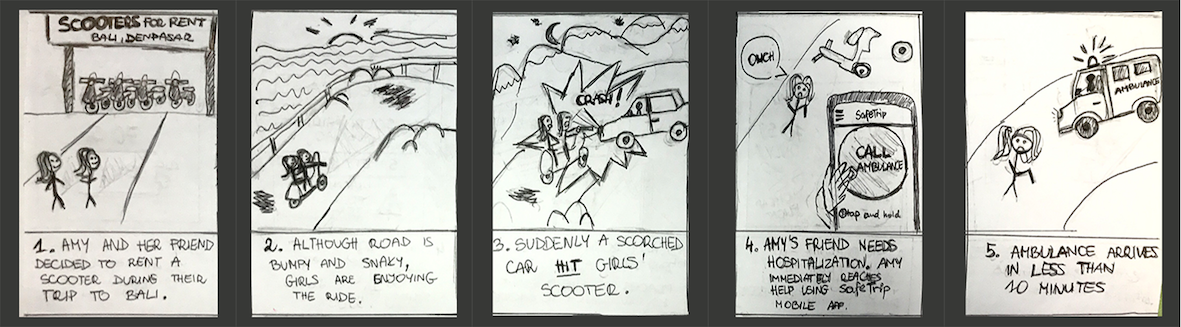 SCOOTERS FOR RENT
BALI, DENPASAR
1. AMY AND HER FRIEND
DECIDED TO RENT A
SCOOTER DURING THEIR
TRIP TO BALI.
2. ALTHOUGH ROAD IS
BUMPY AND SNAKY,
GIRLS ARE ENJOYING
THE RIDE.
CRASH!
3. SUDDENLY A SCORCHED
CAR HIT GIRLS'
SCOOTER.
OWCH
SafeTrip
CALL
AMBULANCE
tap and hold
4. AMY'S FRIEND NEEDS
HOSPITALIZATION, AMY
IMMEDIATELY REACHES
HELP USING SafeTrip
MOBILE APP.
AMBULANCE
5. AMBULANCE ARRIVES
IN LESS THAN
10 MINUTES